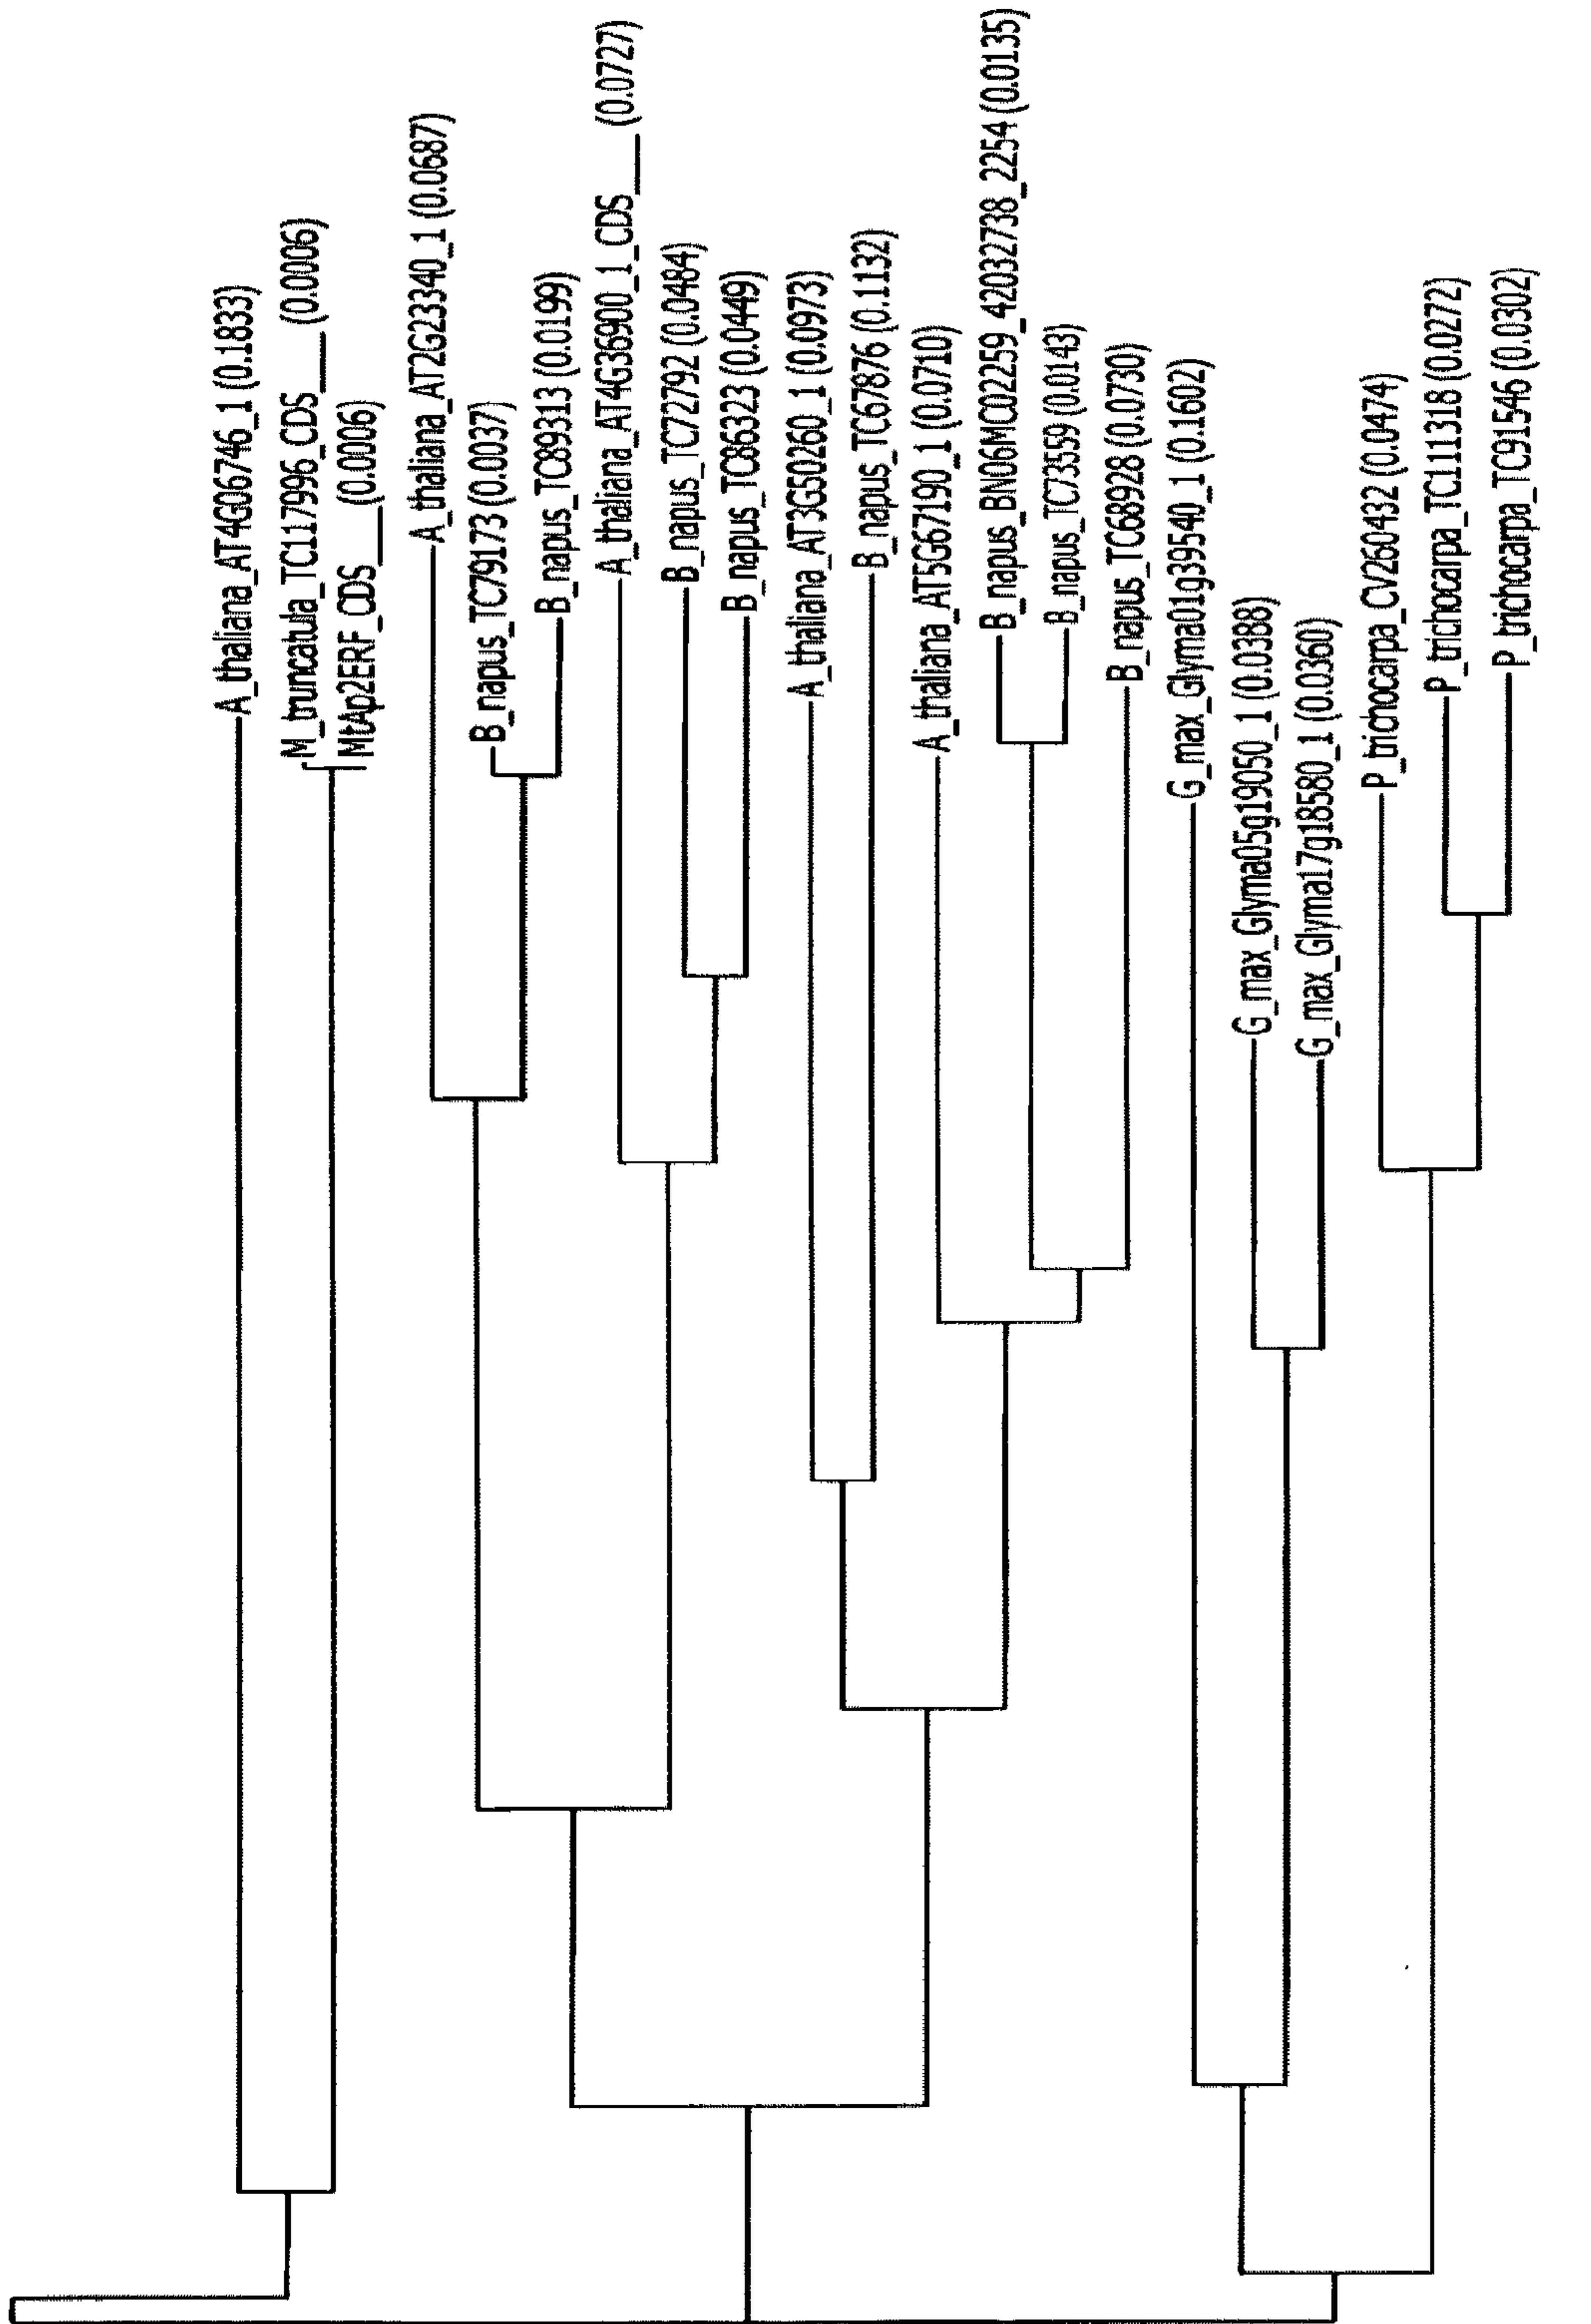 A_thaliana_AT4G06746_1 (0.1833)
M_truncatula_TC117996_CDS___ (0.0006)
MtAp2ERF_CDS___ (0.0006)
A_thaliana_AT2G23340_1 (0.0687)
B_napus_TC79173 (0.0037)
B_napus_TC89313 (0.0199)
A_thaliana_AT4G36900_1_CDS___ (0.0727)
B_napus_TC72792 (0.0484)
B_napus_TC86323 (0.0449)
A_thaliana_AT3G50260_1 (0.0973)
B_napus_TC67876 (0.1132)
A_thaliana_AT5G67190_1 (0.0710)
B_napus_BN06MC02259_42032738_2254 (0.0135)
B_napus_TC73559 (0.0143)
B_napus_TC68928 (0.0730)
G_max_Glyma01g39540_1 (0.1602)
G_max_Glyma05g19050_1 (0.0388)
G_max_Glyma17g18580_1 (0.0360)
P_trichocarpa_CV260432 (0.0474)
P_trichocarpa_TC111318 (0.0272)
P_trichocarpa_TC91546 (0.0302)